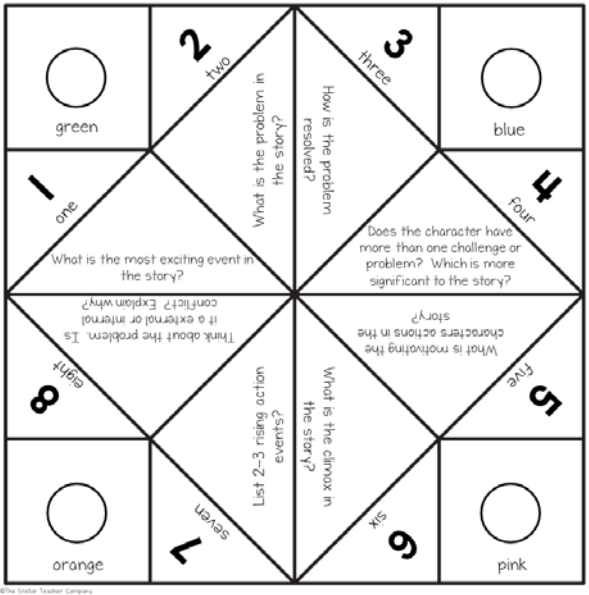 green
2
two
3
three
blue
1
one
What is the problem in
the story?
How is the problem
resolved?
4
four
What is the most exciting event in
the story?
Does the character have
more than one challenge or
problem? Which is more
significant to the story?
Think about the problem. Is
it a external or internal or
conflict? Explain why?
What is motivating the
characters actions in the
story?
8
eight
List 2-3 rising action
events?
What is the climax in
the story?
5
five
orange
7
seven
6
six
pink
©The Stellar Teacher Company